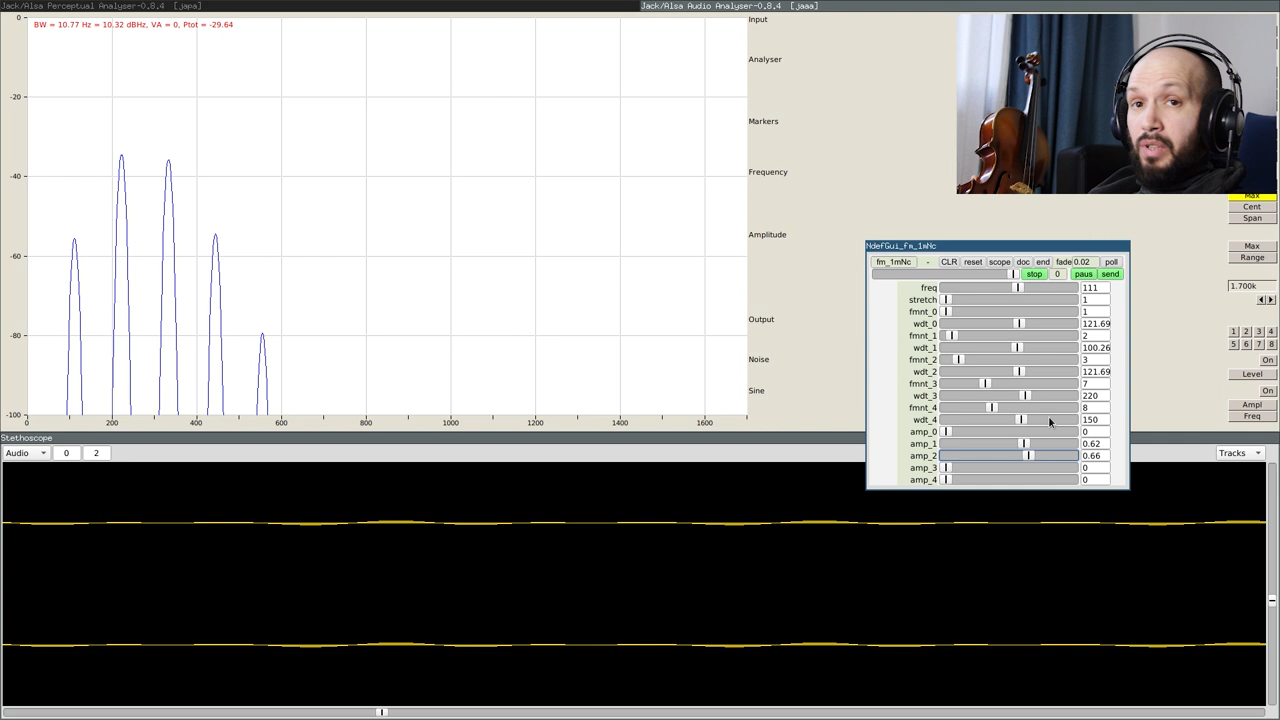 Jack/Alsa Perceptual Analyser-0.8.4 [japa]
Jack/Alsa Audio Analyser-0.8.4 [jaaa]
BW = 10.77 Hz = 10.32 dBHz, VA = 0, Ptot = -29.64
0
-20
-40
-60
-80
-100
0 200 400 600 800 1000 1200 1400 1600
Input
Analyser
Markers
Frequency
Amplitude
Output
Noise
Sine
Max
Cent
Span
Max
Range
1.700k
1 2 3 4
5 6 7 8
On
Level
On
Ampl
Freq
NdefGui_fm_1mNc
fm_1mNc - CLR reset scope doc end fade 0.02 poll
stop 0 paus send
freq 111
stretch 1
fmnt_0 1
wdt_0 121.69
fmnt_1 2
wdt_1 100.26
fmnt_2 3
wdt_2 121.69
fmnt_3 7
wdt_3 220
fmnt_4 8
wdt_4 150
amp_0 0
amp_1 0.62
amp_2 0.66
amp_3 0
amp_4 0
Stethoscope
Audio 0 2 Tracks